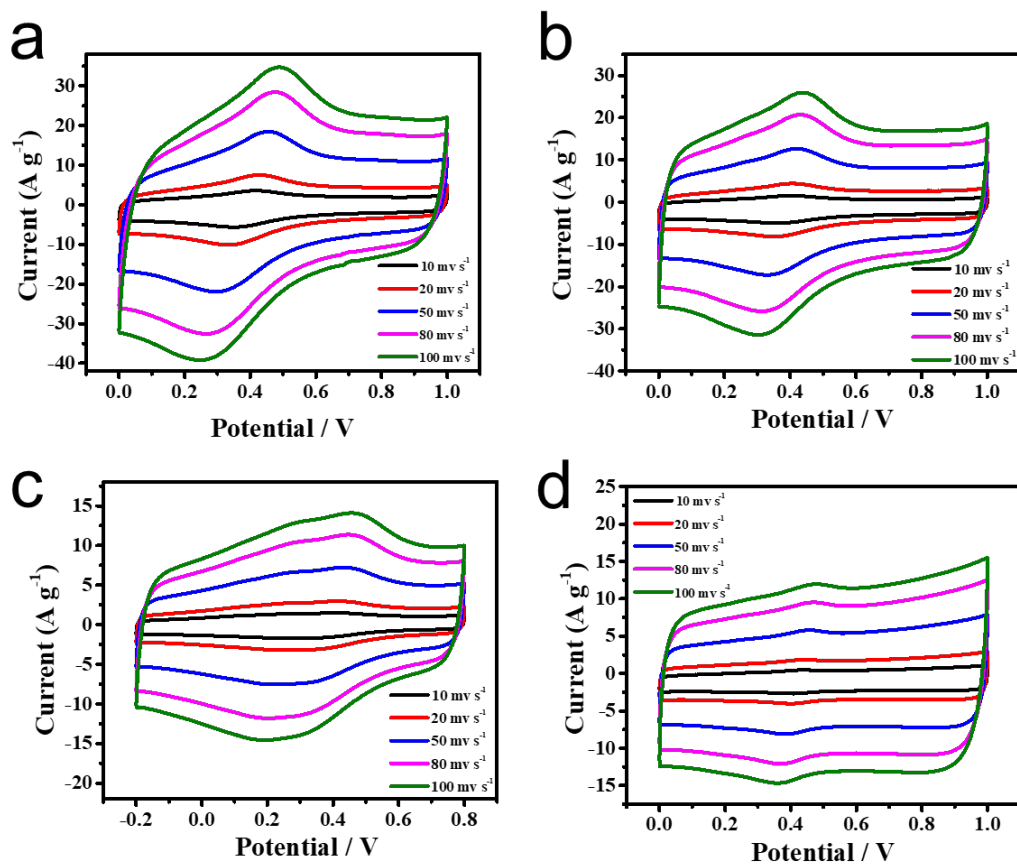 a
Current (A g-1)
30
20
10
0
-10
-20
-30
-40
0.0 0.2 0.4 0.6 0.8 1.0
Potential / V
10 mv s-1
20 mv s-1
50 mv s-1
80 mv s-1
100 mv s-1
b
Current (A g-1)
30
20
10
0
-10
-20
-30
-40
0.0 0.2 0.4 0.6 0.8 1.0
Potential / V
10 mv s-1
20 mv s-1
50 mv s-1
80 mv s-1
100 mv s-1
c
Current (A g-1)
15
10
5
0
-5
-10
-15
-20
-0.2 0.0 0.2 0.4 0.6 0.8
Potential / V
10 mv s-1
20 mv s-1
50 mv s-1
80 mv s-1
100 mv s-1
d
Current (A g-1)
25
20
15
10
5
0
-5
-10
-15
0.0 0.2 0.4 0.6 0.8 1.0
Potential / V
10 mv s-1
20 mv s-1
50 mv s-1
80 mv s-1
100 mv s-1